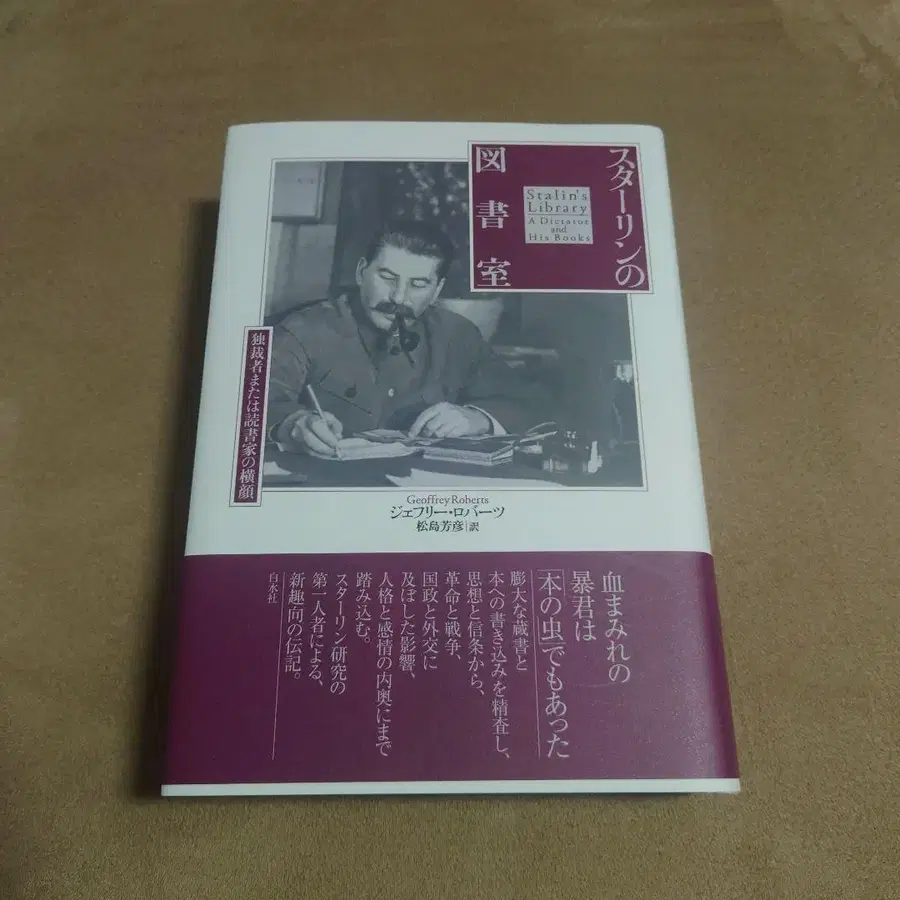 スターリンの
図書室
Stalin's
Library
A Dictator
and
His Books
独裁者または読書家の横顔
Geoffrey Roberts
ジェフリー・ロバーツ
松島芳彦 訳
血まみれの
暴君は
「本の虫」でもあった
膨大な蔵書と
本への書き込みを精査し、
思想と信条から、
革命と戦争、
国政と外交に
及ぼした影響、
人格と感情の内奥にまで
踏み込む。
スターリン研究の
第一人者による、
新趣向の伝記。
白水社